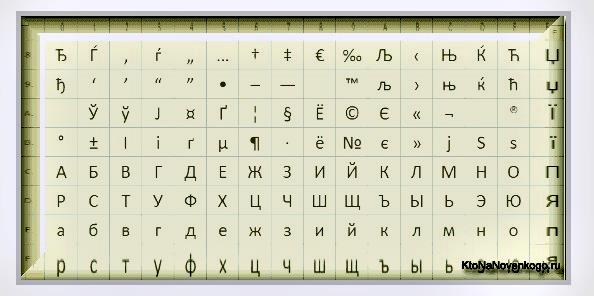 Ђ Ѓ ‚ ѓ „ … † ‡ € ‰ Љ ‹ Њ Ќ Ћ Џ
ђ ‘ ’ “ ” • – — ™ љ › њ ќ ћ џ
Ў ў Ј ¤ Ґ ¦ § Ё © Є « ¬ ® Ї
° ± І і ґ µ ¶ · ё № є » ј Ѕ ѕ ї
А Б В Г Д Е Ж З И Й К Л М Н О П
Р С Т У Ф Х Ц Ч Ш Щ Ъ Ы Ь Э Ю Я
а б в г д е ж з и й к л м н о п
р с т у ф х ц ч ш щ ъ ы ь э ю я
KtoNaNovenkogo.ru